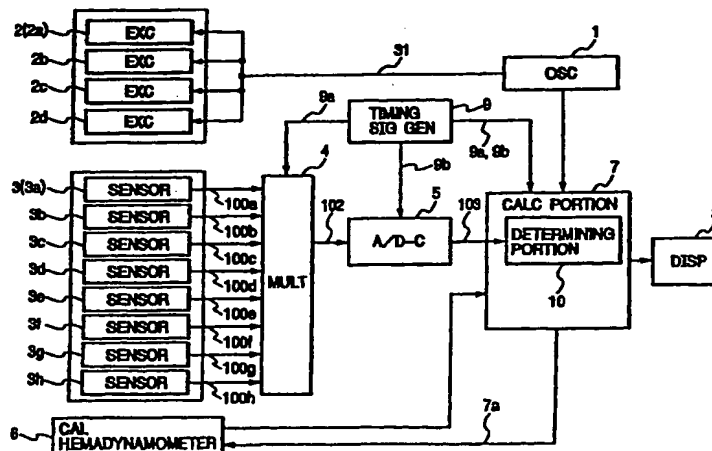 2(2a) EXC
2b EXC
2c EXC
2d EXC
31
1
OSC
9a
TIMING SIG GEN
9
9a, 9b
9b
4
MULT
3(3a) SENSOR 100a
3b SENSOR 100b
3c SENSOR 100c
3d SENSOR 100d
3e SENSOR 100e
3f SENSOR 100f
3g SENSOR 100g
3h SENSOR 100h
102
5
A/D-C
103
7
CALC PORTION
DETERMINING PORTION
10
DISP
6
CAL HEMADYNAMOMETER
7a